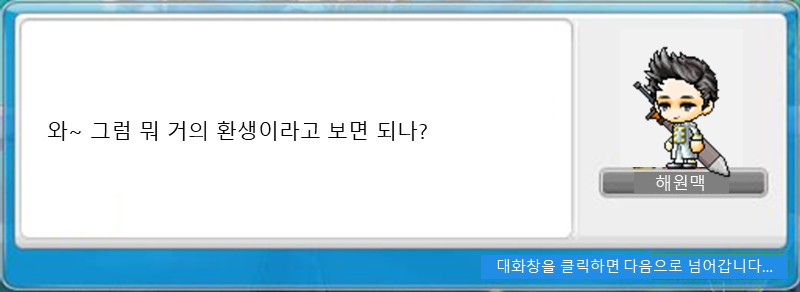 와~ 그럼 뭐 거의 환생이라고 보면 되나?
해원맥
대화창을 클릭하면 다음으로 넘어갑니다...